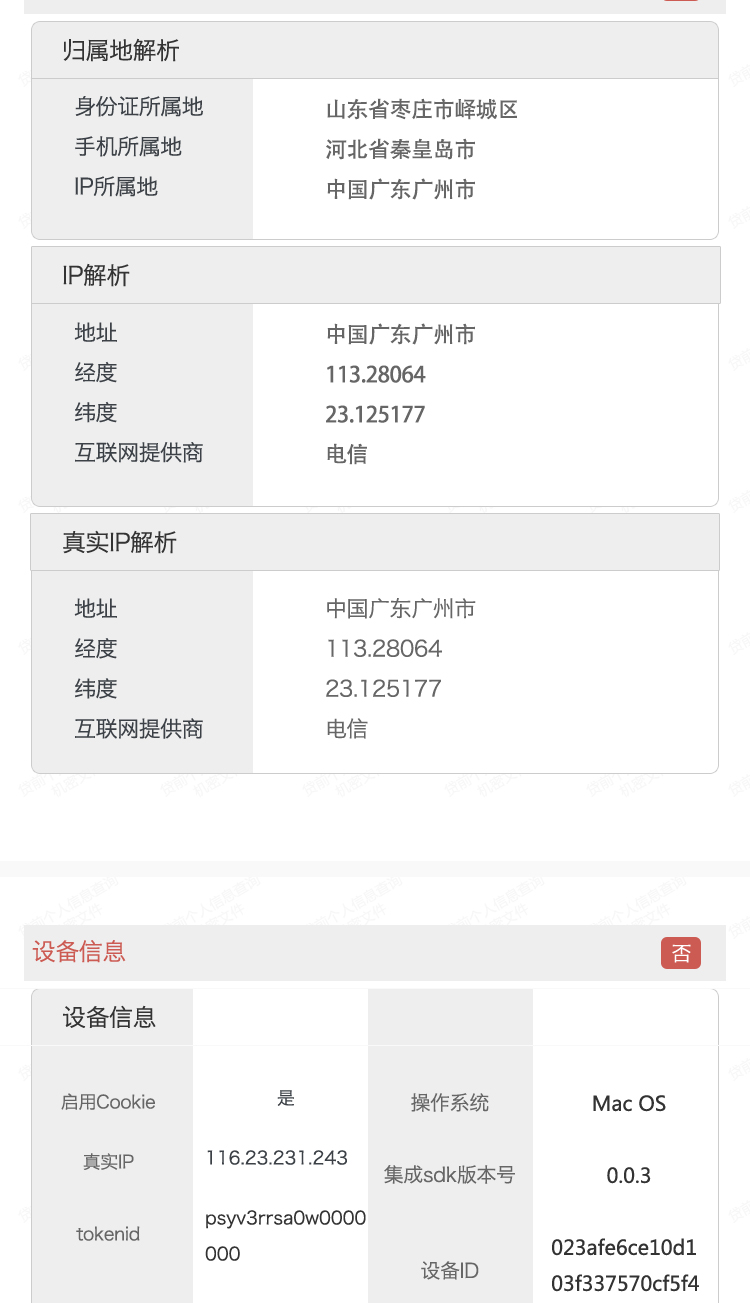 归属地解析
身份证所属地 山东省枣庄市峄城区
手机所属地 河北省秦皇岛市
IP所属地 中国广东广州市
IP解析
地址 中国广东广州市
经度 113.28064
纬度 23.125177
互联网提供商 电信
真实IP解析
地址 中国广东广州市
经度 113.28064
纬度 23.125177
互联网提供商 电信
设备信息 否
设备信息
启用Cookie 是 操作系统 Mac OS
真实IP 116.23.231.243 集成sdk版本号 0.0.3
tokenid psyv3rrsa0w0000
000
设备ID 023afe6ce10d1
03f337570cf5f4